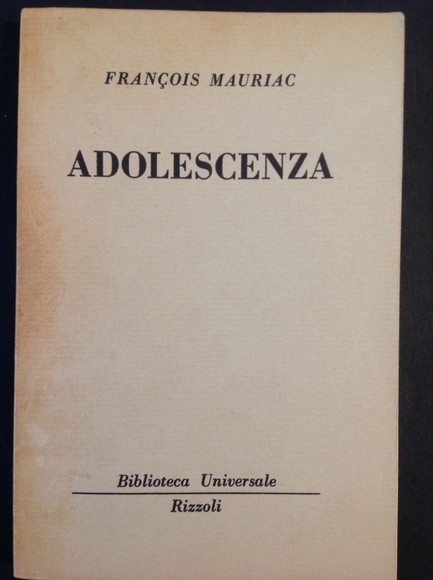 FRANÇOIS MAURIAC
ADOLESCENZA
Biblioteca Universale
Rizzoli